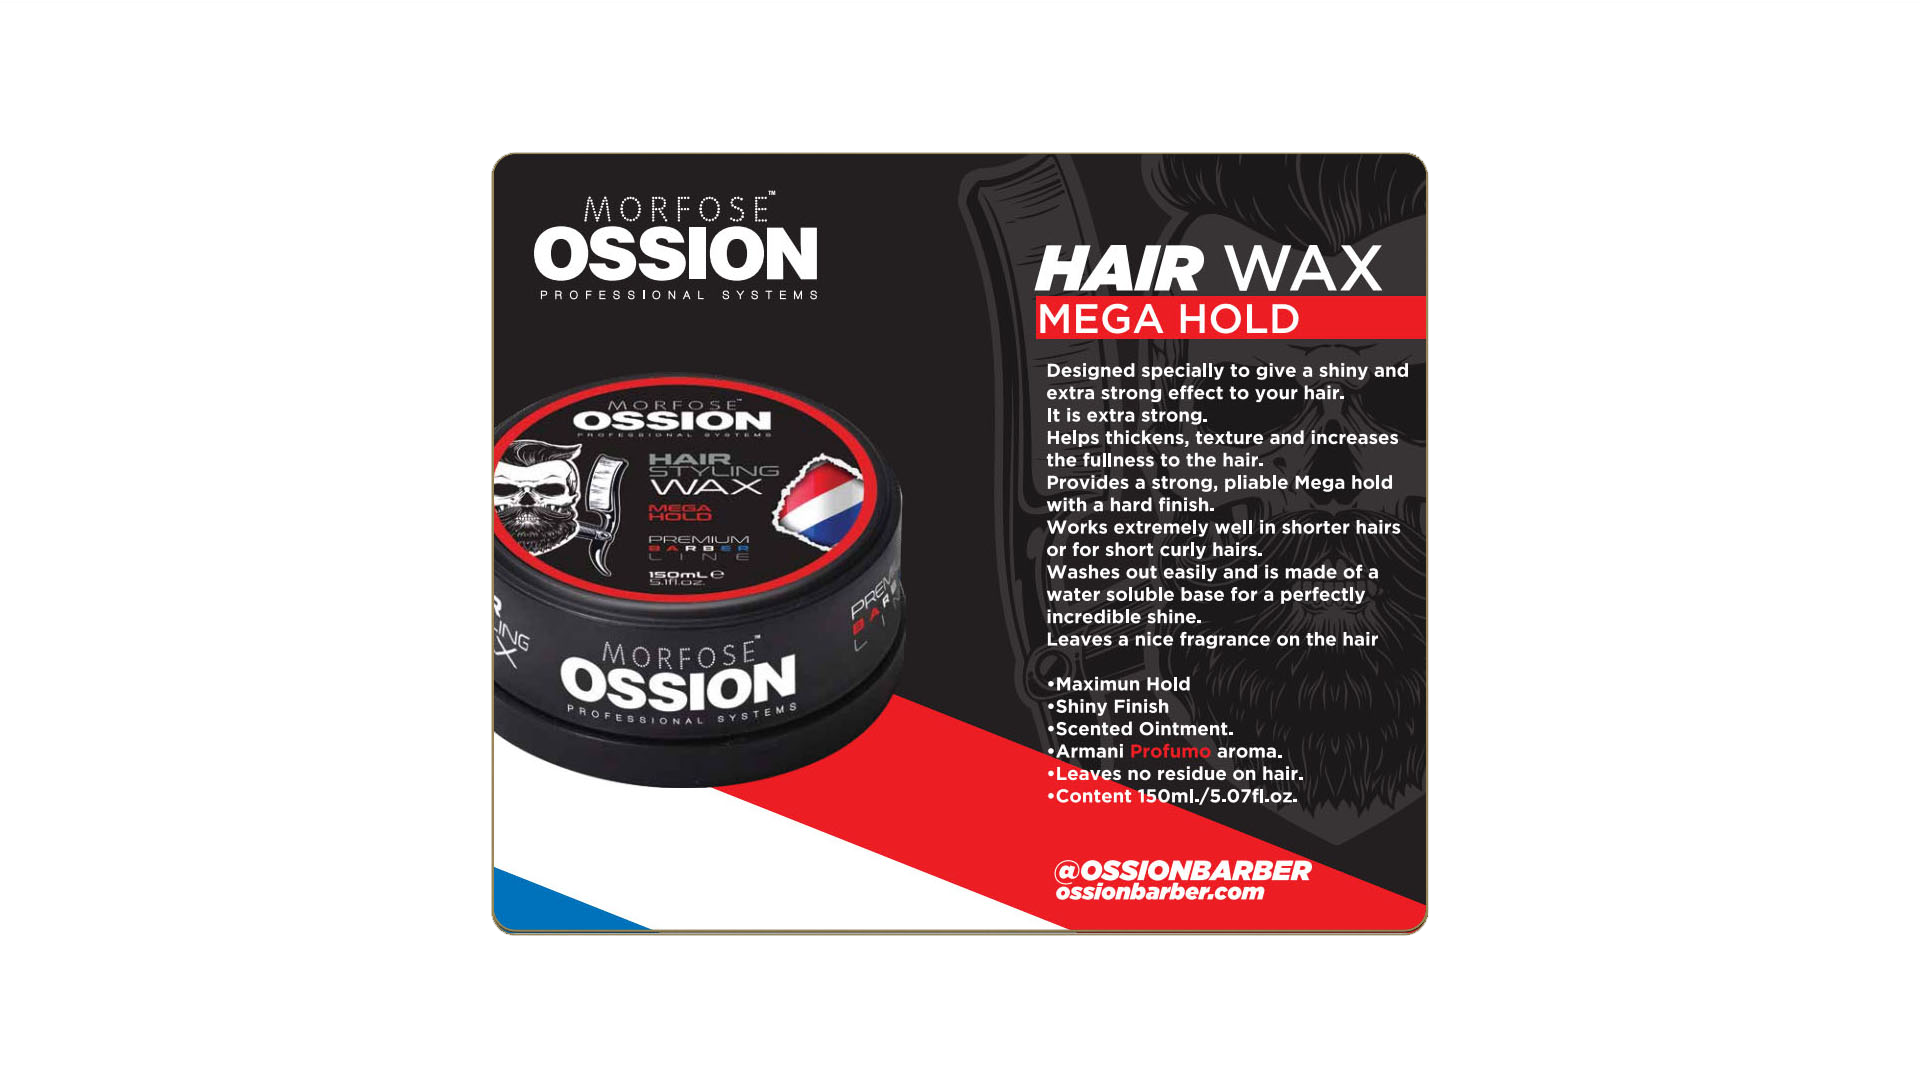 MORFOSE™
OSSION
PROFESSIONAL SYSTEMS
HAIR WAX
MEGA HOLD
Designed specially to give a shiny and
extra strong effect to your hair.
It is extra strong.
Helps thickens, texture and increases
the fullness to the hair.
Provides a strong, pliable Mega hold
with a hard finish.
Works extremely well in shorter hairs
or for short curly hairs.
Washes out easily and is made of a
water soluble base for a perfectly
incredible shine.
Leaves a nice fragrance on the hair
•Maximun Hold
•Shiny Finish
•Scented Ointment.
•Armani Profumo aroma.
•Leaves no residue on hair.
•Content 150ml./5.07fl.oz.
@OSSIONBARBER
ossionbarber.com
MORFOSE™
OSSION
PROFESSIONAL SYSTEMS
HAIR
STYLING
WAX
MEGA
HOLD
PREMIUM
BARBER
LINE
150mL e
5.1fl.oz.
MORFOSE™
OSSION
PROFESSIONAL SYSTEMS